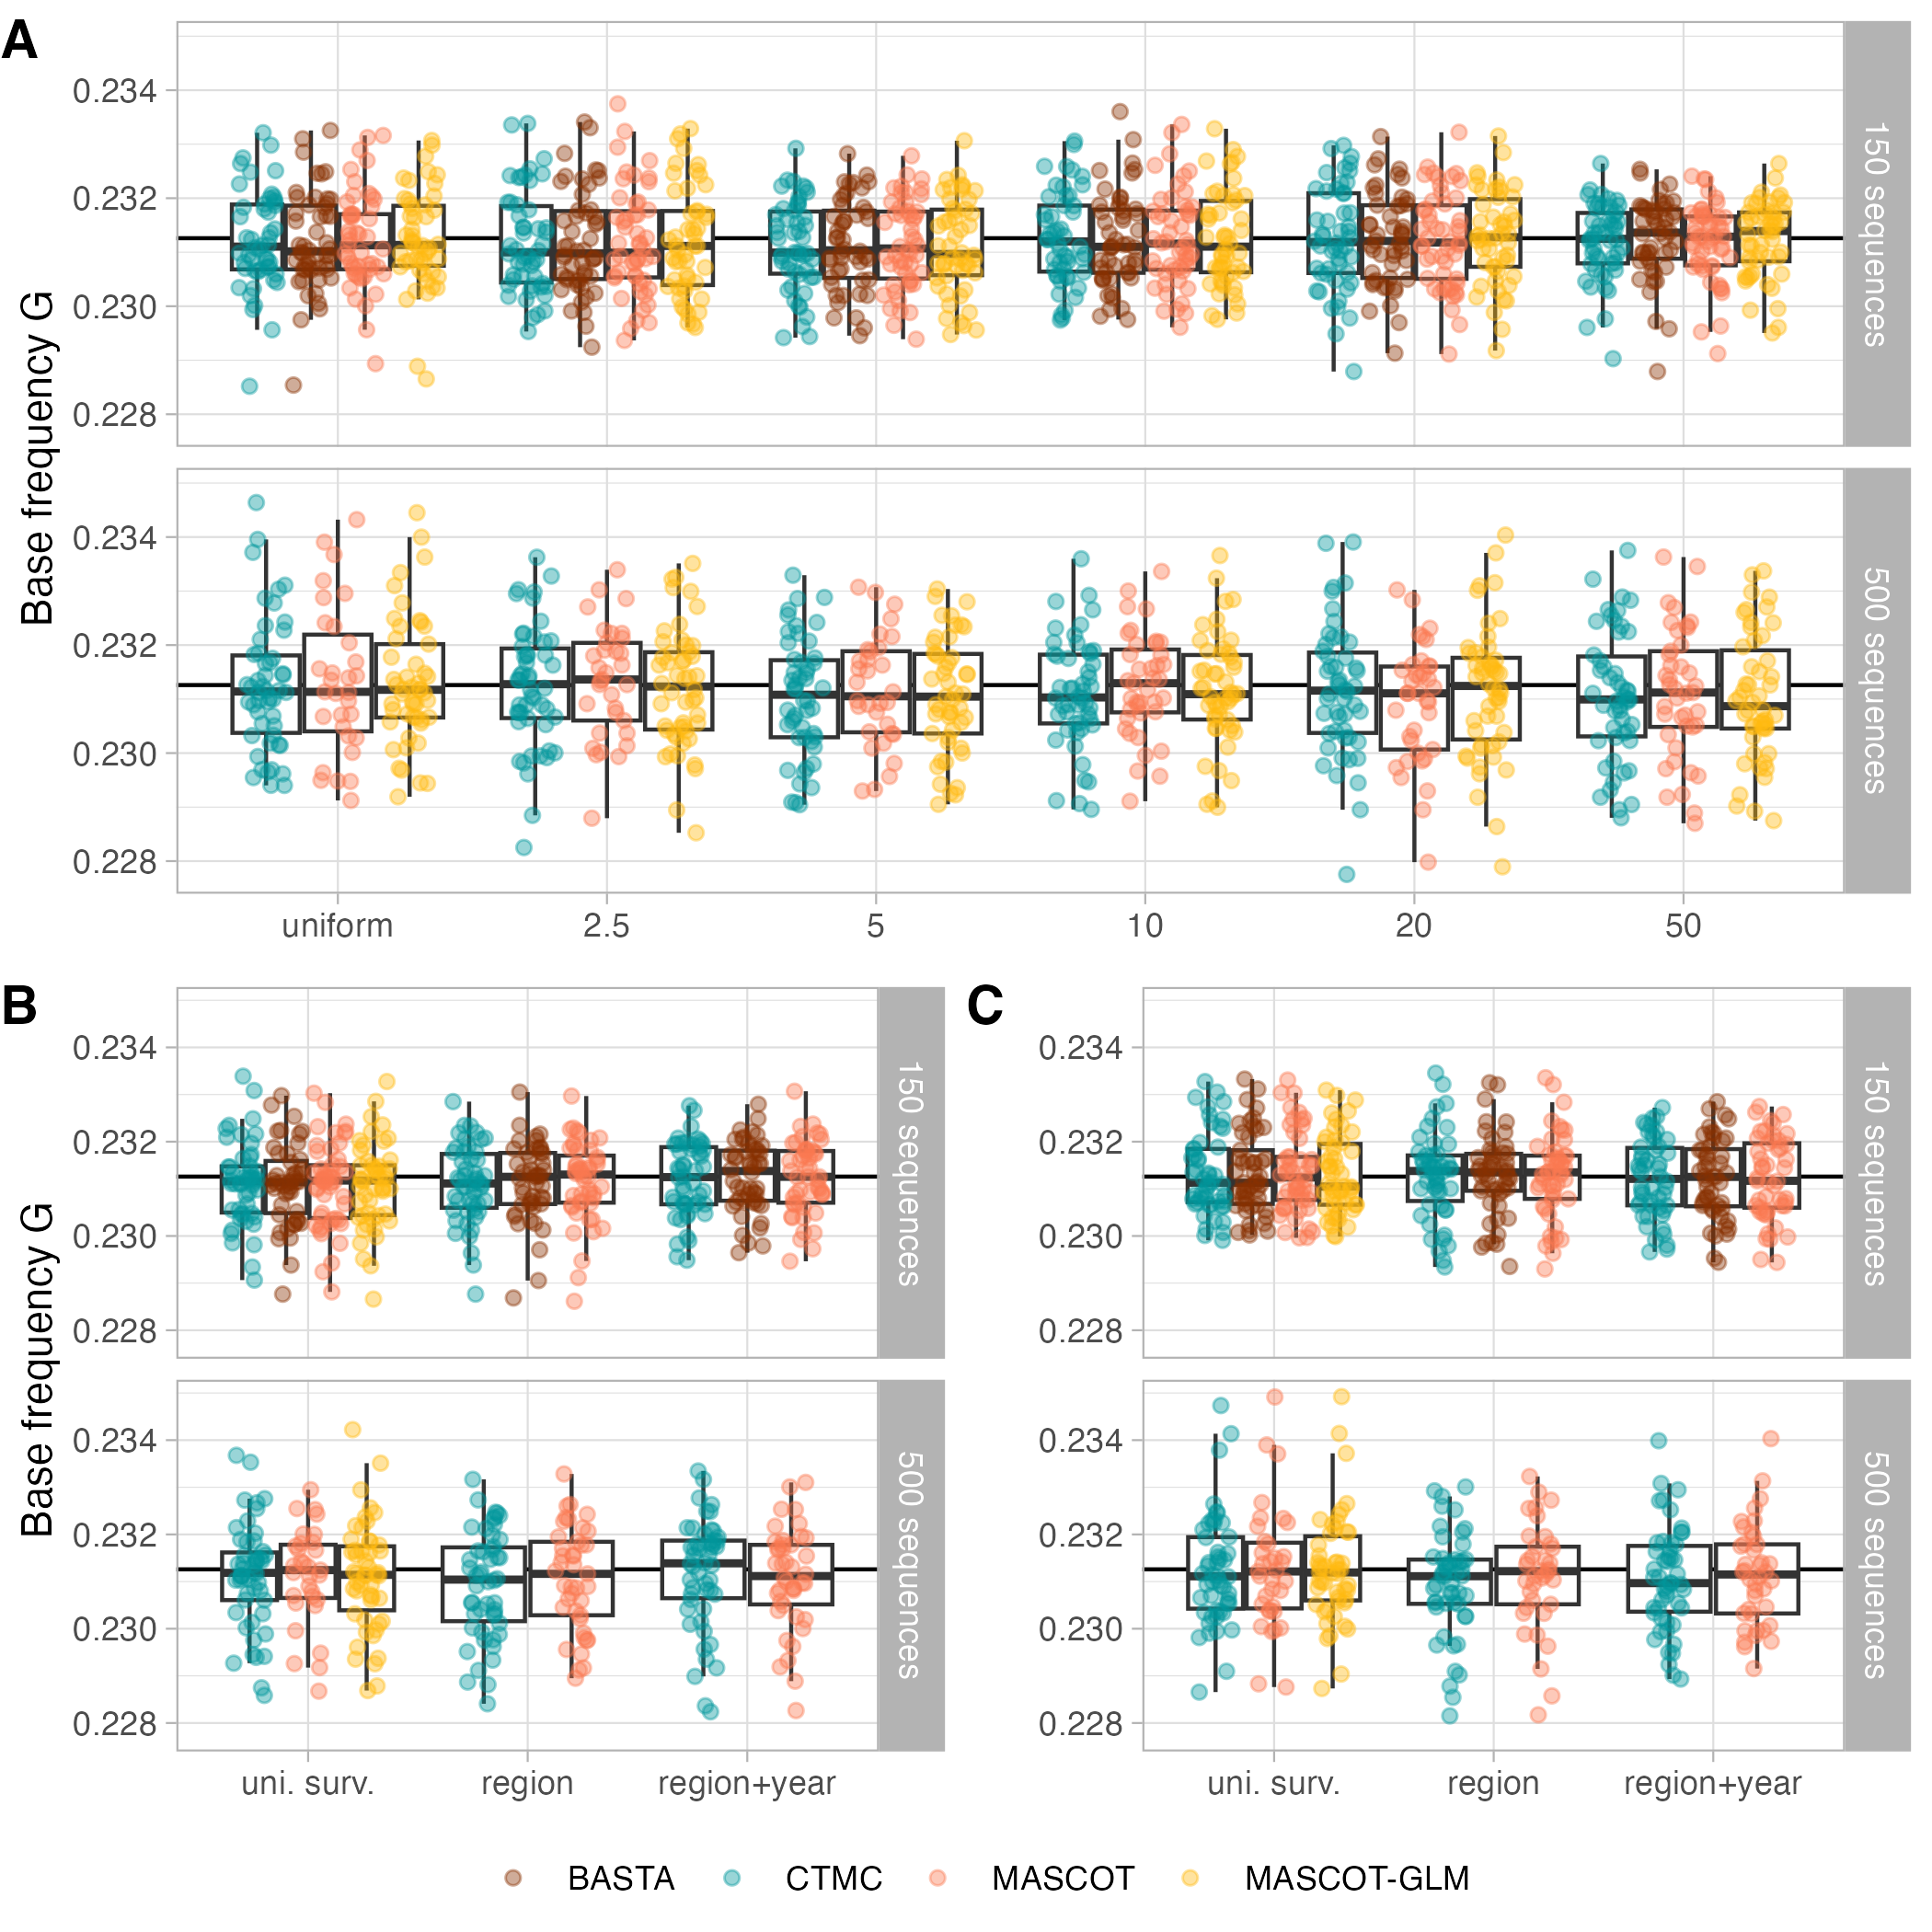 A
Base frequency G
0.234
0.232
0.230
0.228
150 sequences
0.234
0.232
0.230
0.228
500 sequences
uniform 2.5 5 10 20 50
B
Base frequency G
0.234
0.232
0.230
0.228
150 sequences
0.234
0.232
0.230
0.228
500 sequences
uni. surv. region region+year
C
0.234
0.232
0.230
0.228
150 sequences
0.234
0.232
0.230
0.228
500 sequences
uni. surv. region region+year
BASTA CTMC MASCOT MASCOT-GLM